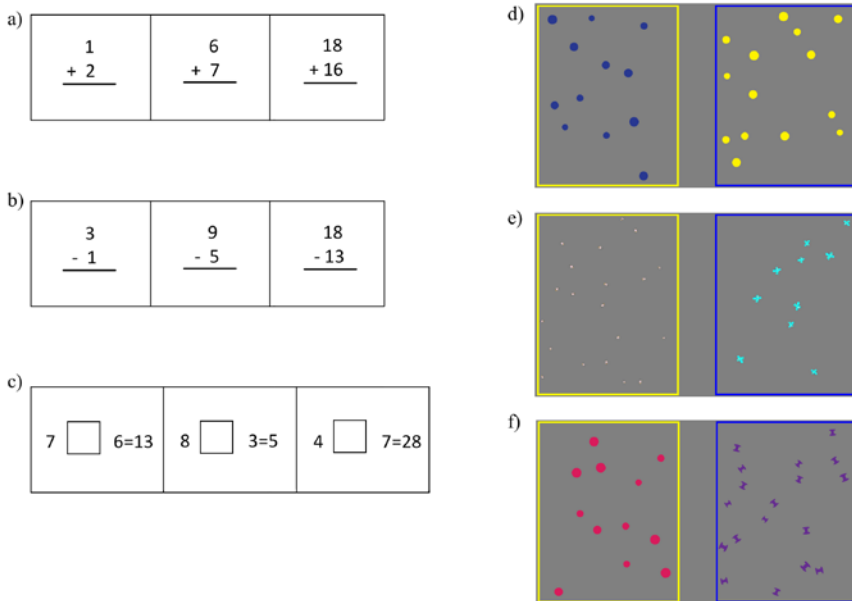 a)
1 6 18
+ 2 + 7 + 16
b)
3 9 18
- 1 - 5 - 13
c)
7 6=13 8 3=5 4 7=28
d)
e)
f)